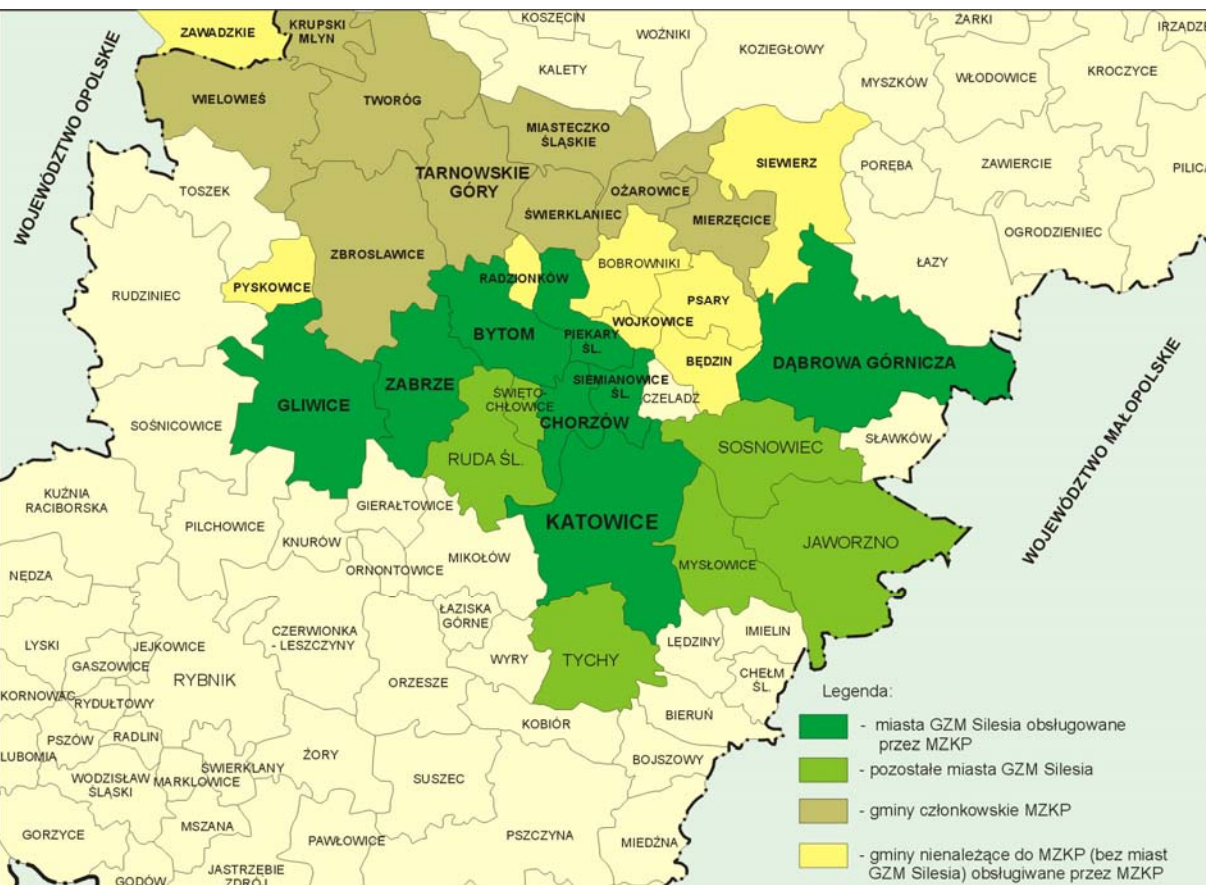 KOSZĘCIN
ŻARKI
IRZĄDZE
ZAWADZKIE
KRUPSKI
MŁYN
WOŹNIKI
KOZIEGŁOWY
KALETY
MYSZKÓW
WŁODOWICE
KROCZYCE
WOJEWÓDZTWO OPOLSKIE
WIELOWIEŚ
TWORÓG
MIASTECZKO
ŚLĄSKIE
SIEWIERZ
PORĘBA
ZAWIERCIE
PILICA
TOSZEK
TARNOWSKIE
GÓRY
OŻAROWICE
ŚWIERKLANIEC
MIERZĘCICE
OGRODZIENIEC
ZBROSŁAWICE
BOBROWNIKI
ŁAZY
PYSKOWICE
RADZIONKÓW
RUDZINIEC
PSARY
WOJKOWICE
BYTOM
PIEKARY
ŚL.
BĘDZIN
DĄBROWA GÓRNICZA
ZABRZE
SIEMIANOWICE
ŚL.
GLIWICE
ŚWIĘTO-
CHŁOWICE
CZELADŹ
CHORZÓW
SOŚNICOWICE
SŁAWKÓW
SOSNOWIEC
RUDA ŚL.
WOJEWÓDZTWO MAŁOPOLSKIE
KUŹNIA
RACIBORSKA
GIERAŁTOWICE
PILCHOWICE
KATOWICE
KNURÓW
JAWORZNO
MIKOŁÓW
MYSŁOWICE
ORNONTOWICE
NĘDZA
ŁAZISKA
GÓRNE
CZERWIONKA
- LESZCZYNY
IMIELIN
LĘDZINY
LYSKI
JEJKOWICE
WYRY
TYCHY
GASZOWICE
RYBNIK
ORZESZE
CHEŁM
ŚL.
KORNOWAC
RYDUŁTOWY
KOBIÓR
BIERUŃ
PSZÓW
RADLIN
LUBOMIA
ŻORY
BOJSZOWY
ŚWIERKLANY
WODZISŁAW
ŚLĄSKI
MARKLOWICE
SUSZEC
MSZANA
GORZYCE
PAWŁOWICE
PSZCZYNA
MIEDŹNA
JASTRZĘBIE
ZDRÓJ
GODÓW
Legenda:
- miasta GZM Silesia obsługowane
przez MZKP
- pozostałe miasta GZM Silesia
- gminy członkowskie MZKP
- gminy nienależące do MZKP (bez miast
GZM Silesia) obsługiwane przez MZKP